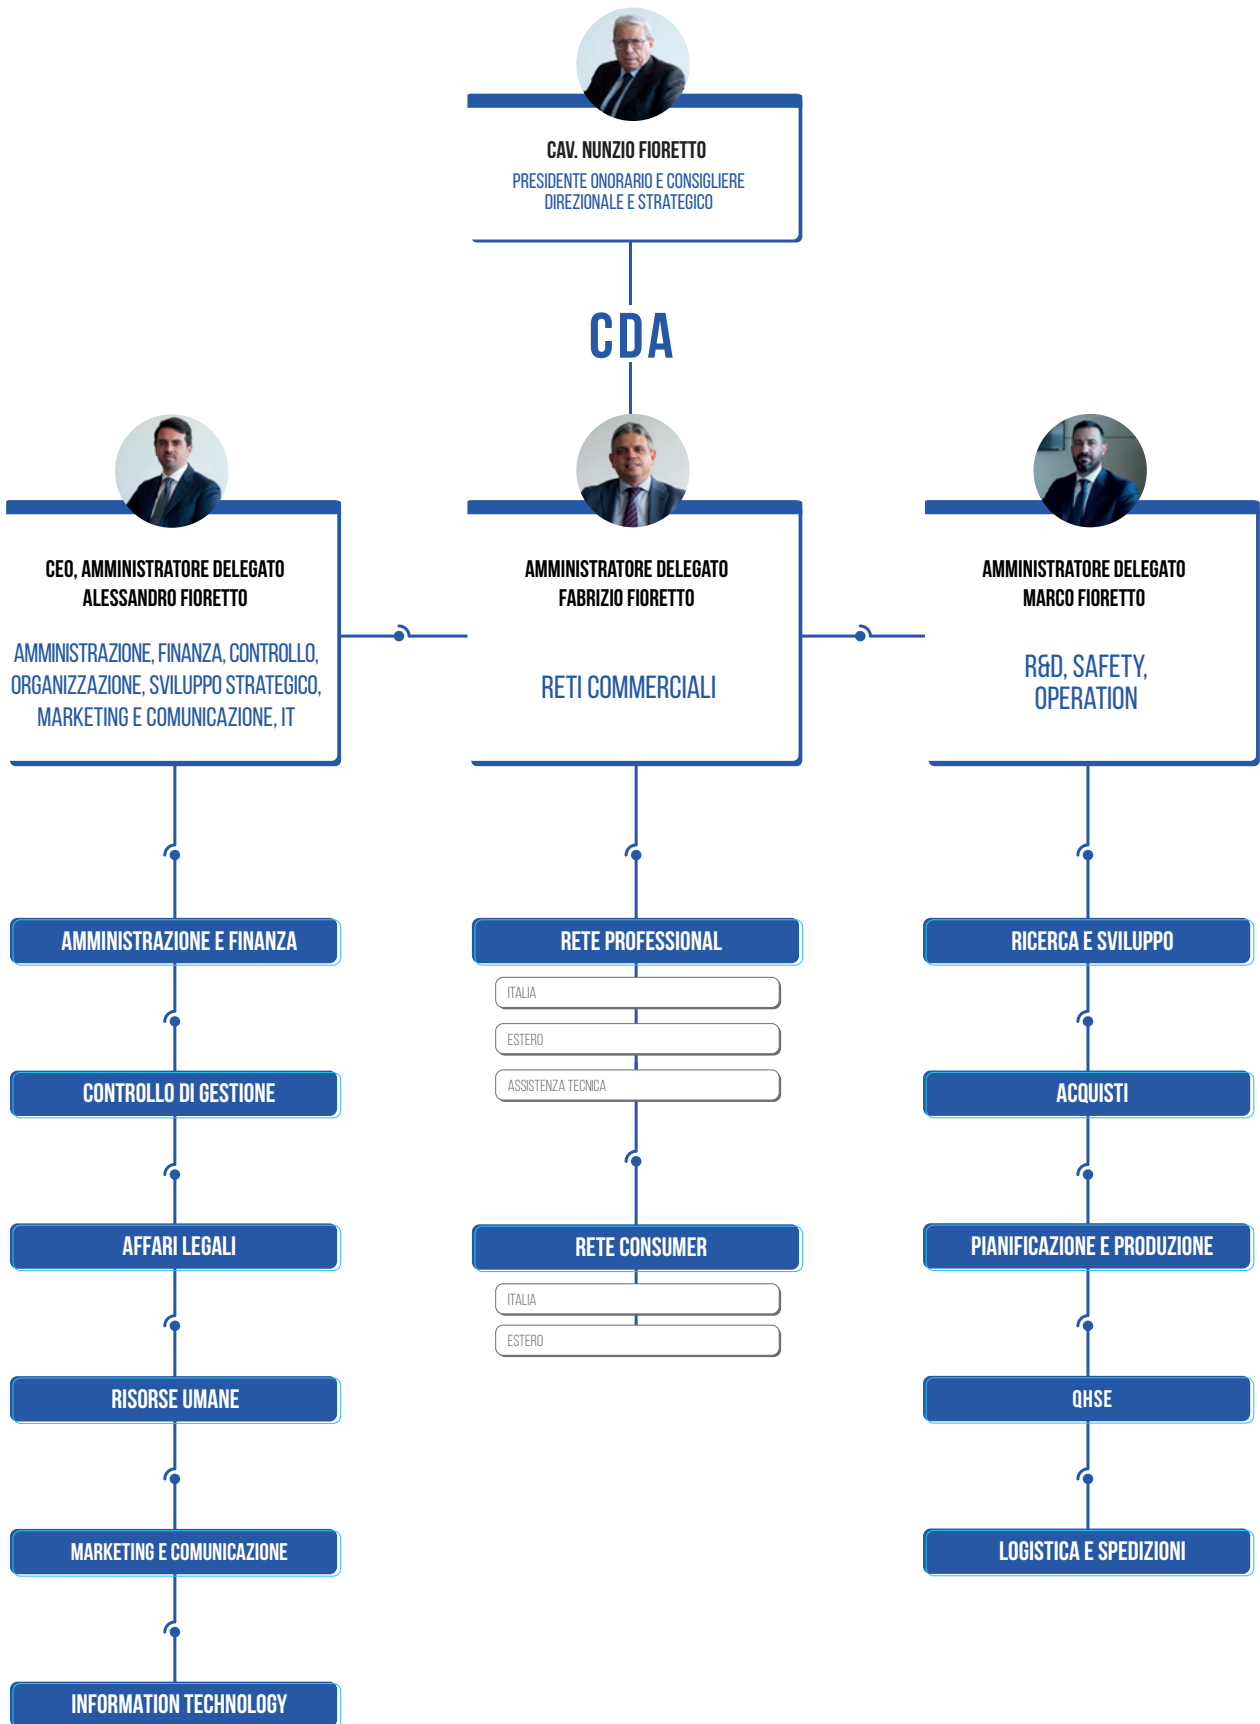 CAV. NUNZIO FIORETTO
PRESIDENTE ONORARIO E CONSIGLIERE
DIREZIONALE E STRATEGICO
CDA
CEO, AMMINISTRATORE DELEGATO
ALESSANDRO FIORETTO
AMMINISTRAZIONE, FINANZA, CONTROLLO,
ORGANIZZAZIONE, SVILUPPO STRATEGICO,
MARKETING E COMUNICAZIONE, IT
AMMINISTRATORE DELEGATO
FABRIZIO FIORETTO
RETI COMMERCIALI
AMMINISTRATORE DELEGATO
MARCO FIORETTO
R&D, SAFETY,
OPERATION
AMMINISTRAZIONE E FINANZA
CONTROLLO DI GESTIONE
AFFARI LEGALI
RISORSE UMANE
MARKETING E COMUNICAZIONE
INFORMATION TECHNOLOGY
RETE PROFESSIONAL
ITALIA
ESTERO
ASSISTENZA TECNICA
RETE CONSUMER
ITALIA
ESTERO
RICERCA E SVILUPPO
ACQUISTI
PIANIFICAZIONE E PRODUZIONE
QHSE
LOGISTICA E SPEDIZIONI